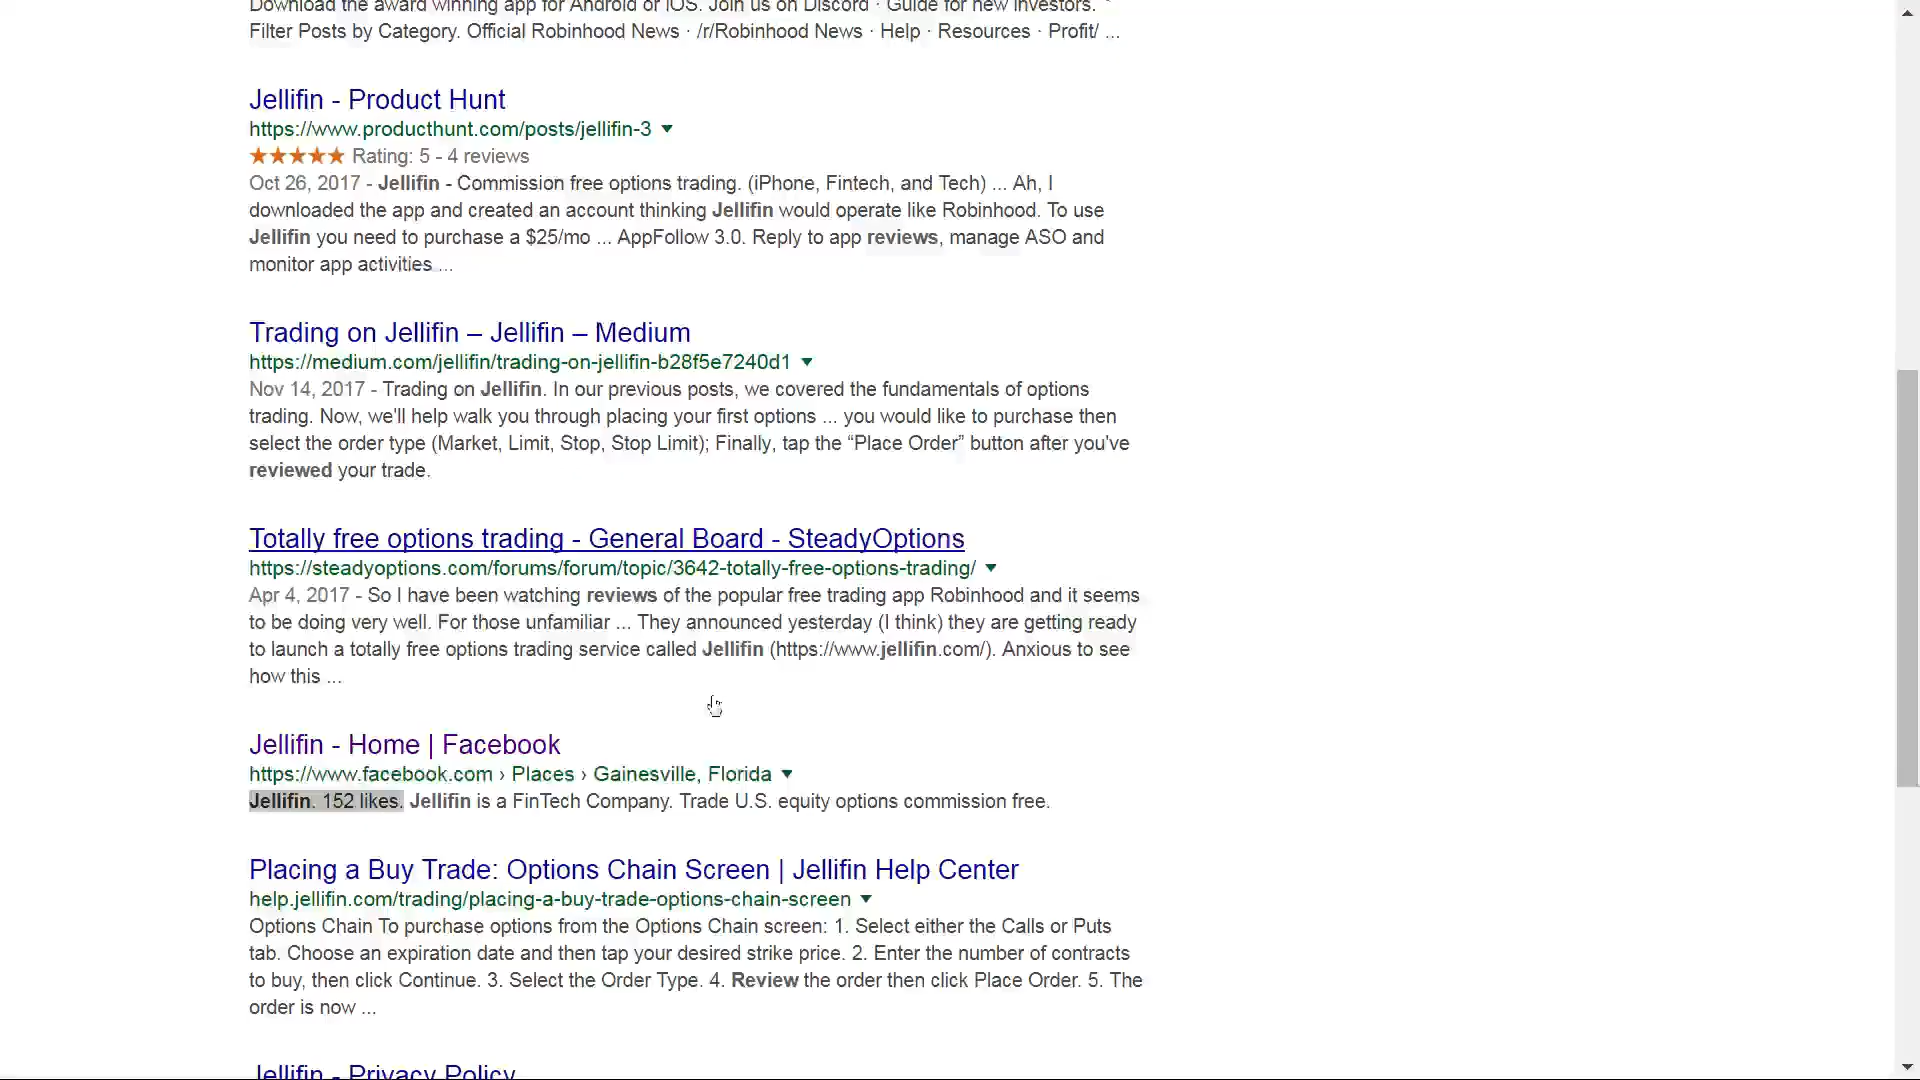 Download the award winning app for Android or iOS. Join us on Discord · Guide for new investors. ·
Filter Posts by Category. Official Robinhood News · /r/Robinhood News · Help · Resources · Profit/ ...
Jellifin - Product Hunt
https://www.producthunt.com/posts/jellifin-3
Rating: 5 - 4 reviews
Oct 26, 2017 - Jellifin - Commission free options trading. (iPhone, Fintech, and Tech) ... Ah, I
downloaded the app and created an account thinking Jellifin would operate like Robinhood. To use
Jellifin you need to purchase a $25/mo ... AppFollow 3.0. Reply to app reviews, manage ASO and
monitor app activities ...
Trading on Jellifin – Jellifin – Medium
https://medium.com/jellifin/trading-on-jellifin-b28f5e7240d1
Nov 14, 2017 - Trading on Jellifin. In our previous posts, we covered the fundamentals of options
trading. Now, we'll help walk you through placing your first options ... you would like to purchase then
select the order type (Market, Limit, Stop, Stop Limit); Finally, tap the “Place Order” button after you've
reviewed your trade.
Totally free options trading - General Board - SteadyOptions
https://steadyoptions.com/forums/forum/topic/3642-totally-free-options-trading/
Apr 4, 2017 - So I have been watching reviews of the popular free trading app Robinhood and it seems
to be doing very well. For those unfamiliar ... They announced yesterday (I think) they are getting ready
to launch a totally free options trading service called Jellifin (https://www.jellifin.com/). Anxious to see
how this ...
Jellifin - Home | Facebook
https://www.facebook.com › Places › Gainesville, Florida
Jellifin. 152 likes. Jellifin is a FinTech Company. Trade U.S. equity options commission free.
Placing a Buy Trade: Options Chain Screen | Jellifin Help Center
help.jellifin.com/trading/placing-a-buy-trade-options-chain-screen
Options Chain To purchase options from the Options Chain screen: 1. Select either the Calls or Puts
tab. Choose an expiration date and then tap your desired strike price. 2. Enter the number of contracts
to buy, then click Continue. 3. Select the Order Type. 4. Review the order then click Place Order. 5. The
order is now ...
Jellifin - Privacy Policy